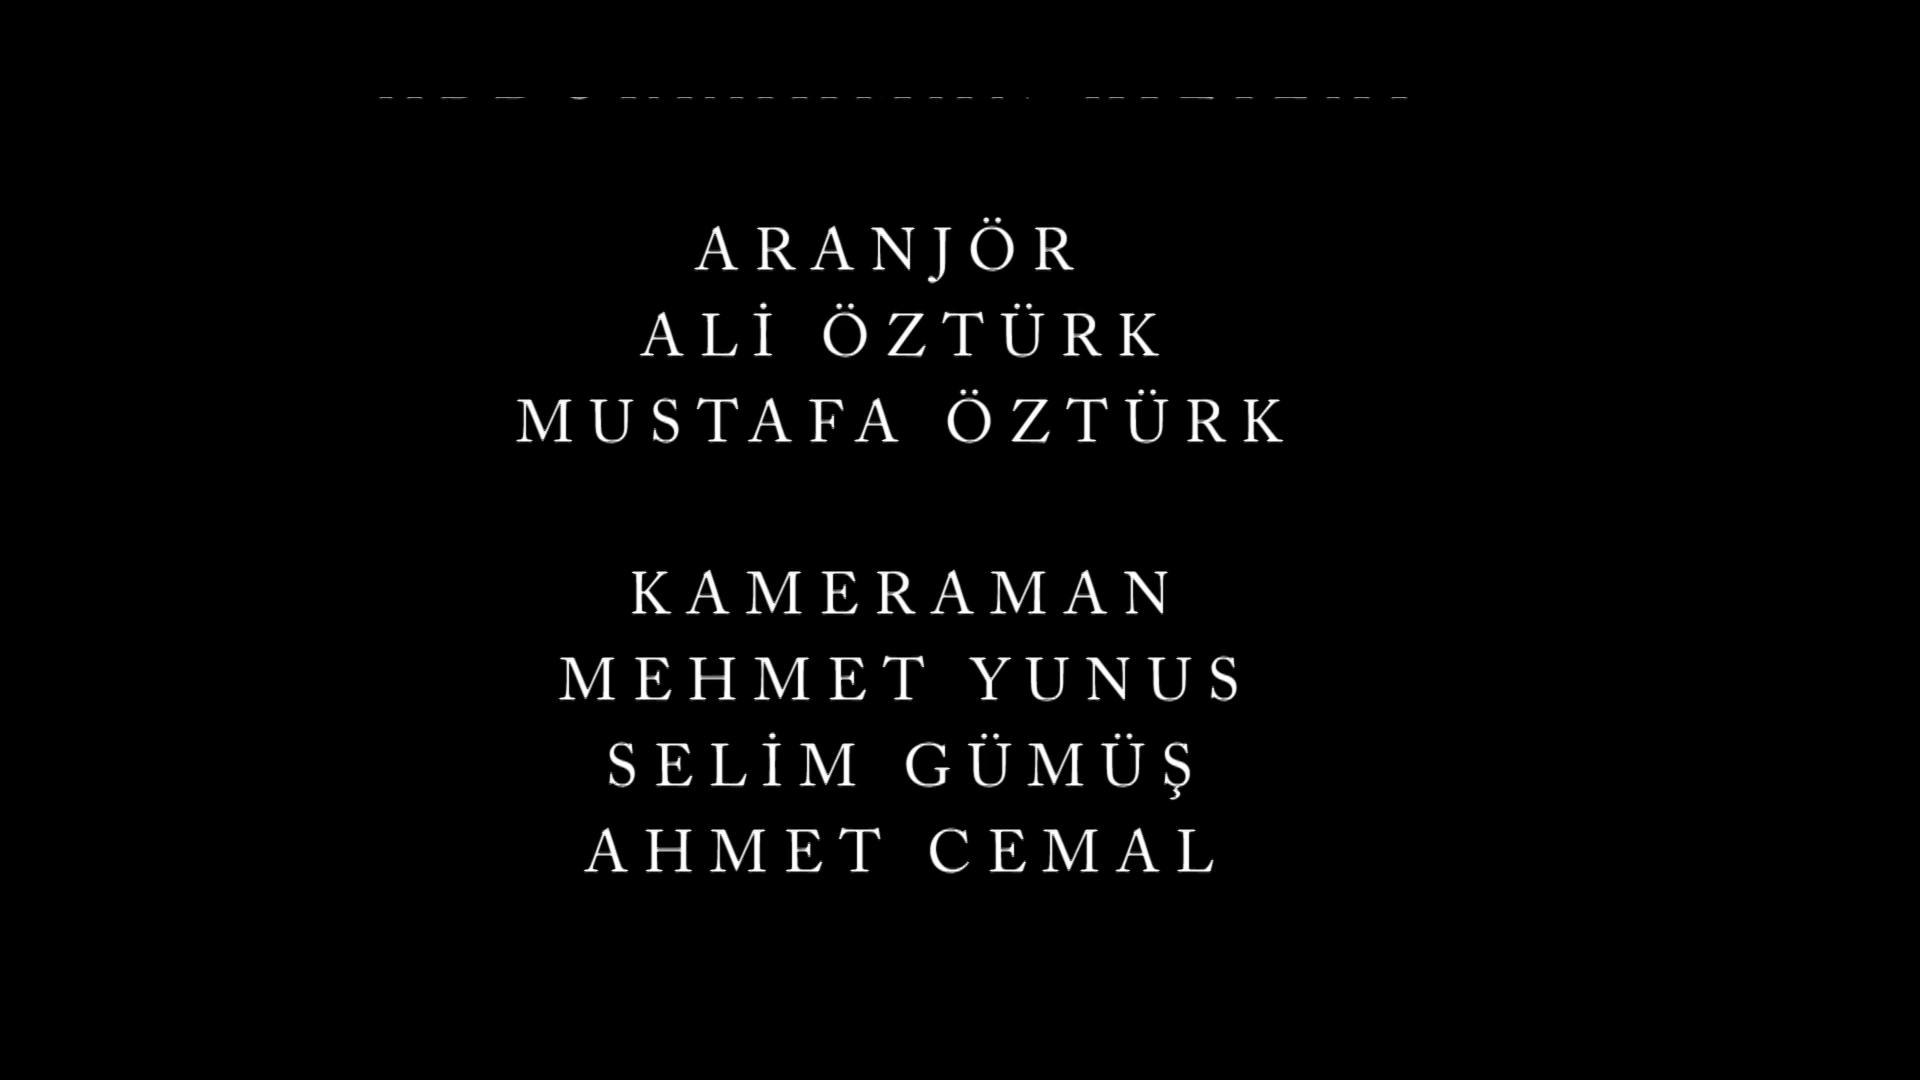 ARANJÖR
ALİ ÖZTÜRK
MUSTAFA ÖZTÜRK
KAMERAMAN
MEHMET YUNUS
SELİM GÜMÜŞ
AHMET CEMAL